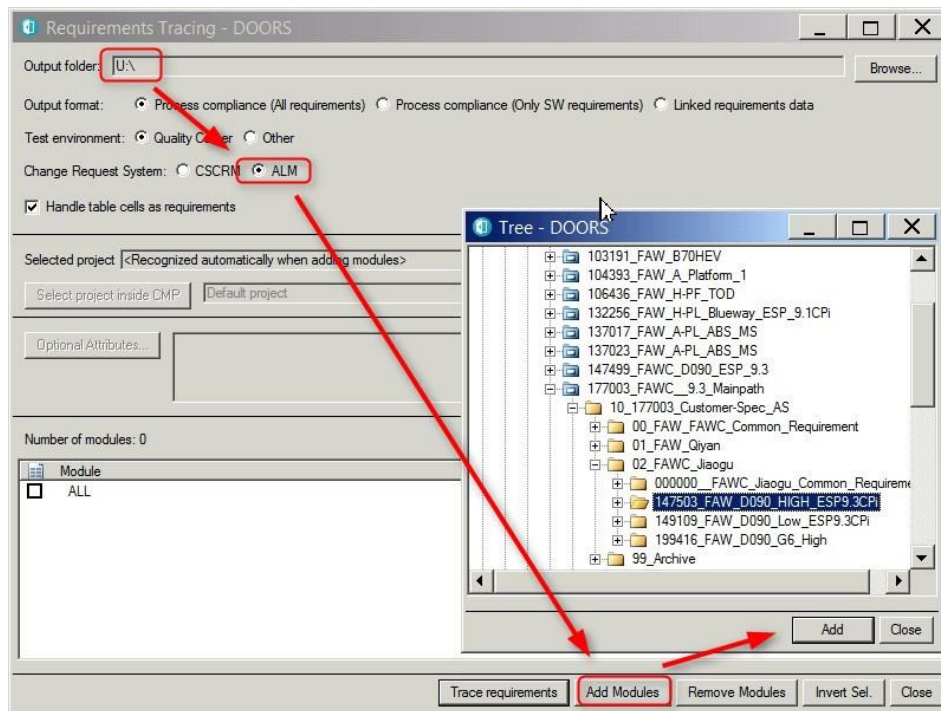 Requirements Tracing - DOORS
Output folder: U:\
Browse...
Output format: Process compliance (All requirements) Process compliance (Only SW requirements) Linked requirements data
Test environment: Quality Center Other
Change Request System: CSCRM ALM
Handle table cells as requirements
Selected project <Recognized automatically when adding modules>
Select project inside CMP Default project
Optional Attributes...
Number of modules: 0
Module
ALL
Tree - DOORS
103191_FAW_B70HEV
104393_FAW_A_Platform_1
106436_FAW_H-PF_TOD
132256_FAW_H-PL_Blueway_ESP_9.1CPi
137017_FAW_A-PL_ABS_MS
137023_FAW_A-PL_ABS_MS
147499_FAWC_D090_ESP_9.3
177003_FAWC__9.3_Mainpath
10_177003_Customer-Spec_AS
00_FAW_FAWC_Common_Requirement
01_FAW_Qiyan
02_FAWC_Jiaogu
000000__FAWC_Jiaogu_Common_Requireme
147503_FAW_D090_HIGH_ESP9.3CPi
149109_FAW_D090_Low_ESP9.3CPi
199416_FAW_D090_G6_High
99_Archive
Add Close
Trace requirements Add Modules Remove Modules Invert Sel. Close